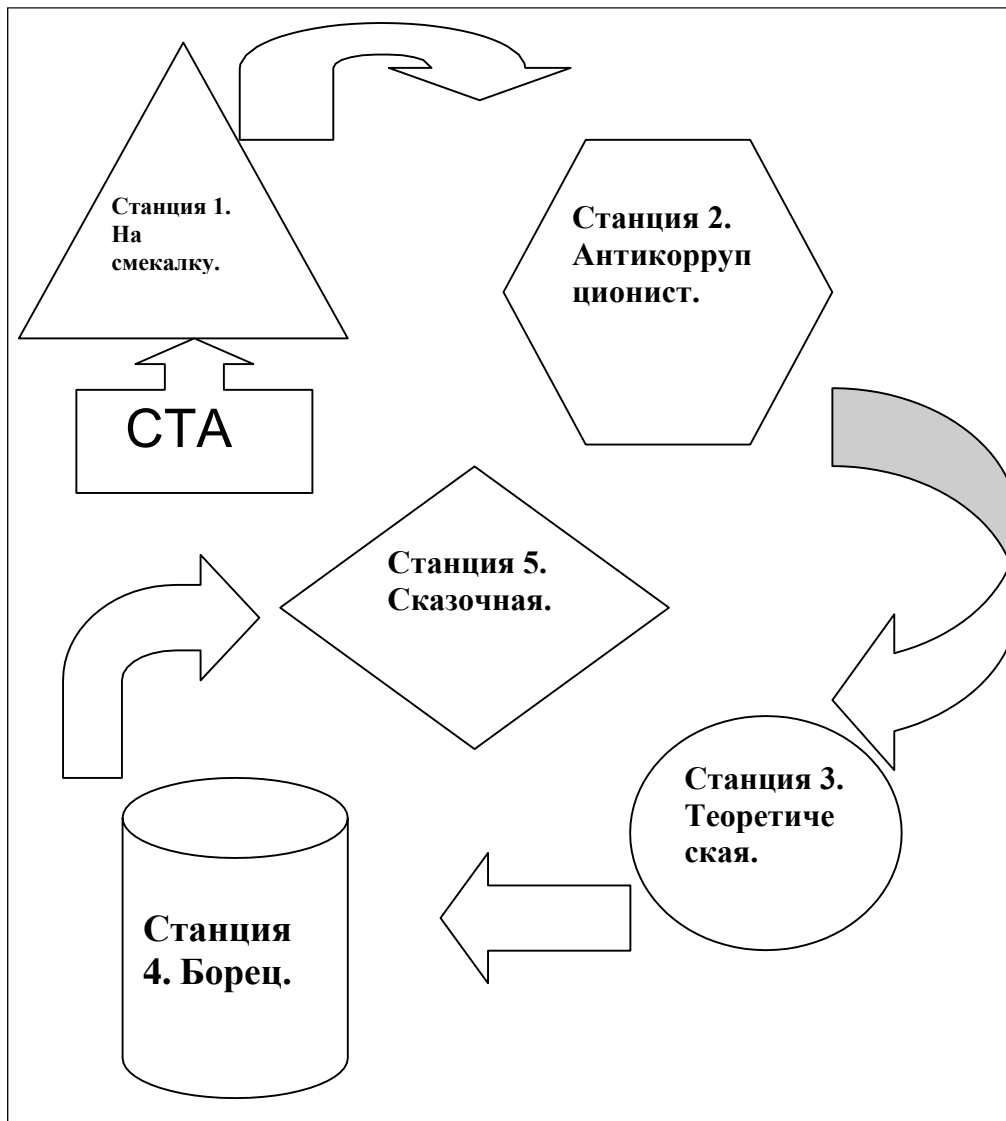 Станция 1.
На
смекалку.
Станция 2.
Антикорруп
ционист.
СТА
Станция 5.
Сказочная.
Станция 3.
Теоретиче
ская.
Станция
4. Борец.